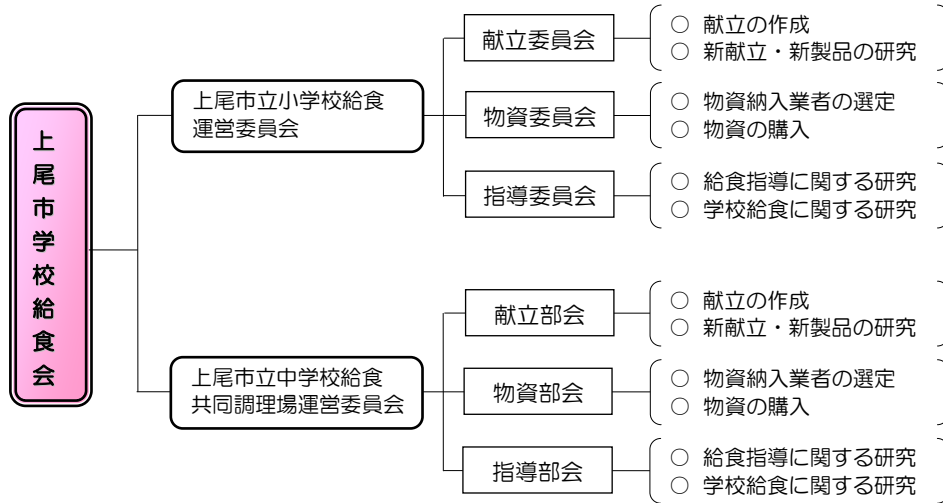 上尾市学校給食会
上尾市立小学校給食
運営委員会
献立委員会
○ 献立の作成
○ 新献立・新製品の研究
物資委員会
○ 物資納入業者の選定
○ 物資の購入
指導委員会
○ 給食指導に関する研究
○ 学校給食に関する研究
上尾市立中学校給食
共同調理場運営委員会
献立部会
○ 献立の作成
○ 新献立・新製品の研究
物資部会
○ 物資納入業者の選定
○ 物資の購入
指導部会
○ 給食指導に関する研究
○ 学校給食に関する研究